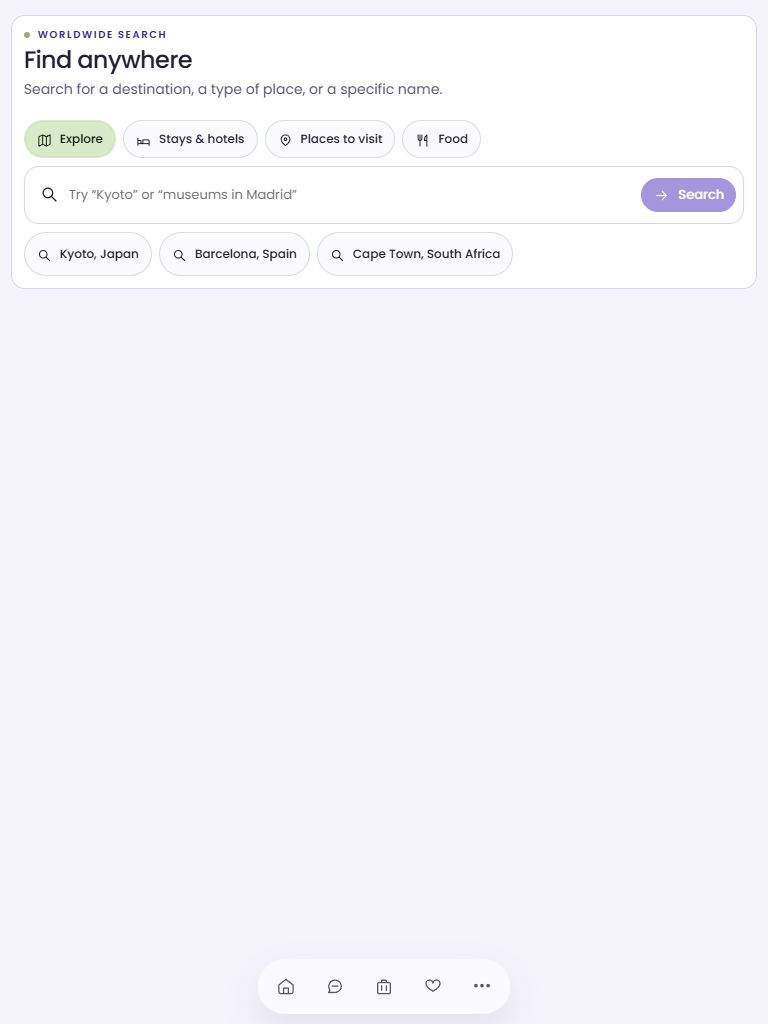 WORLDWIDE SEARCH
Find anywhere
Search for a destination, a type of place, or a specific name.
Explore Stays & hotels Places to visit Food
Try “Kyoto” or “museums in Madrid” Search
Kyoto, Japan Barcelona, Spain Cape Town, South Africa